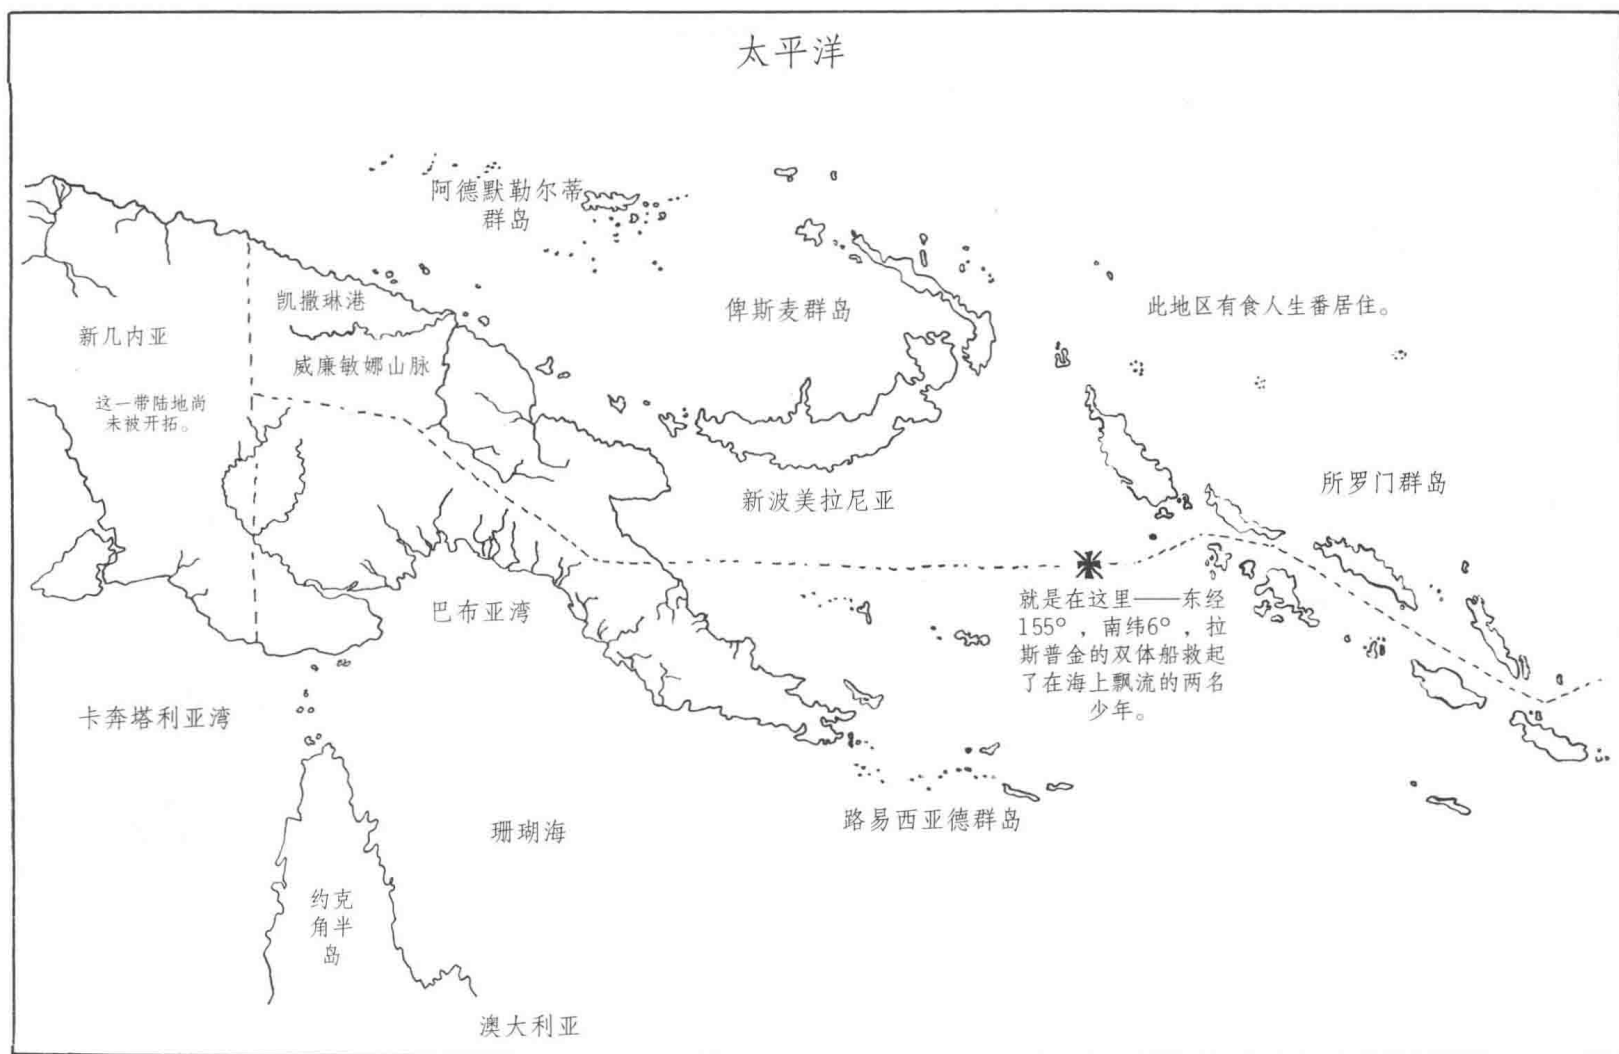 太平洋
阿德默勒尔蒂
群岛
凯撒琳港
俾斯麦群岛
此地区有食人生番居住。
新几内亚
威廉敏娜山脉
这一带陆地尚
未被开拓。
新波美拉尼亚
所罗门群岛
巴布亚湾
就是在这里——东经
155°，南纬6°，拉
斯普金的双体船救起
了在海上飘流的两名
少年。
卡奔塔利亚湾
珊瑚海
路易西亚德群岛
约克
角半
岛
澳大利亚